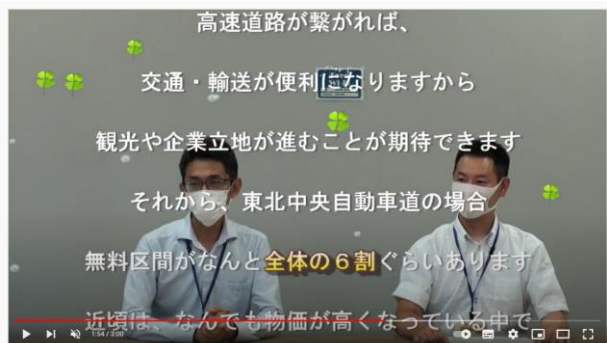 高速道路が繋がれば、
交通・輸送が便利になりますから
観光や企業立地が進むことが期待できます
それから、東北中央自動車道の場合
無料区間がなんと全体の6割ぐらいあります
近頃は、なんでも物価が高くなっている中で
1:54 / 3:00